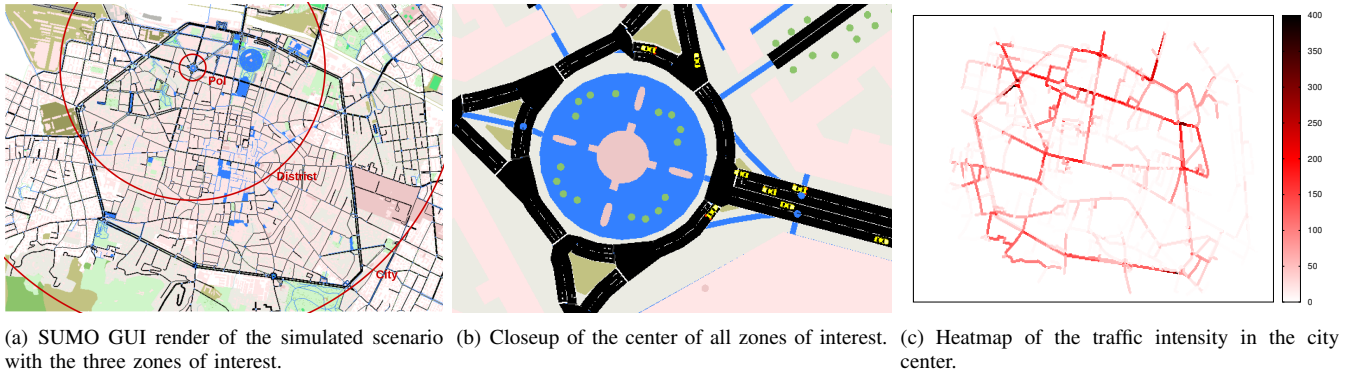 PoI
District
City
400
350
300
250
200
150
100
50
0
(a) SUMO GUI render of the simulated scenario
with the three zones of interest.
(b) Closeup of the center of all zones of interest.
(c) Heatmap of the traffic intensity in the city
center.